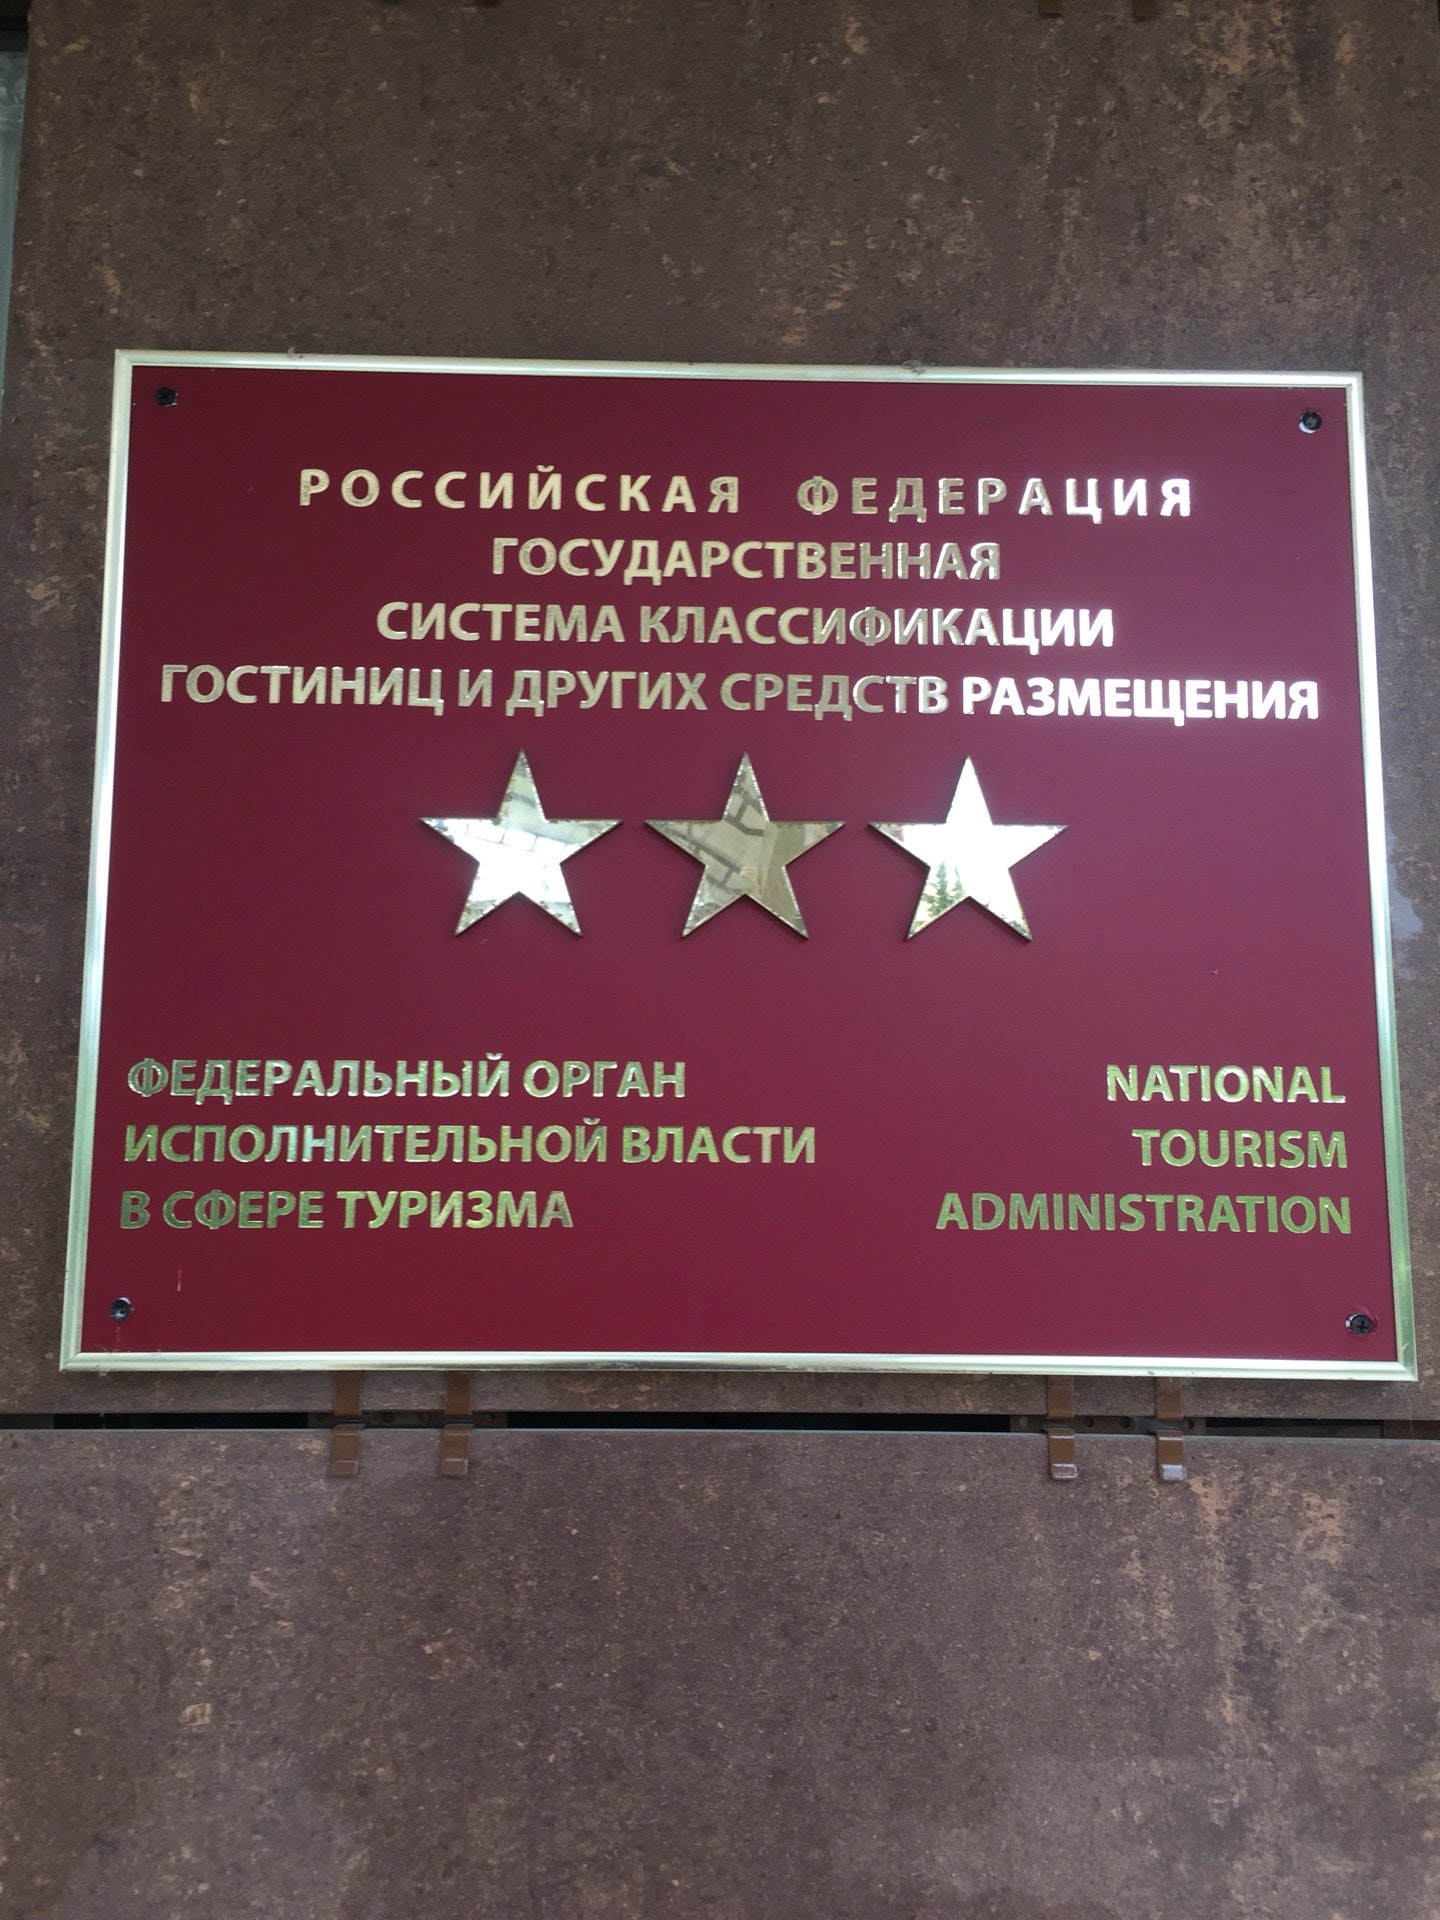 РОССИЙСКАЯ ФЕДЕРАЦИЯ
ГОСУДАРСТВЕННАЯ
СИСТЕМА КЛАССИФИКАЦИИ
ГОСТИНИЦ И ДРУГИХ СРЕДСТВ РАЗМЕЩЕНИЯ
ФЕДЕРАЛЬНЫЙ ОРГАН
ИСПОЛНИТЕЛЬНОЙ ВЛАСТИ
В СФЕРЕ ТУРИЗМА
NATIONAL
TOURISM
ADMINISTRATION